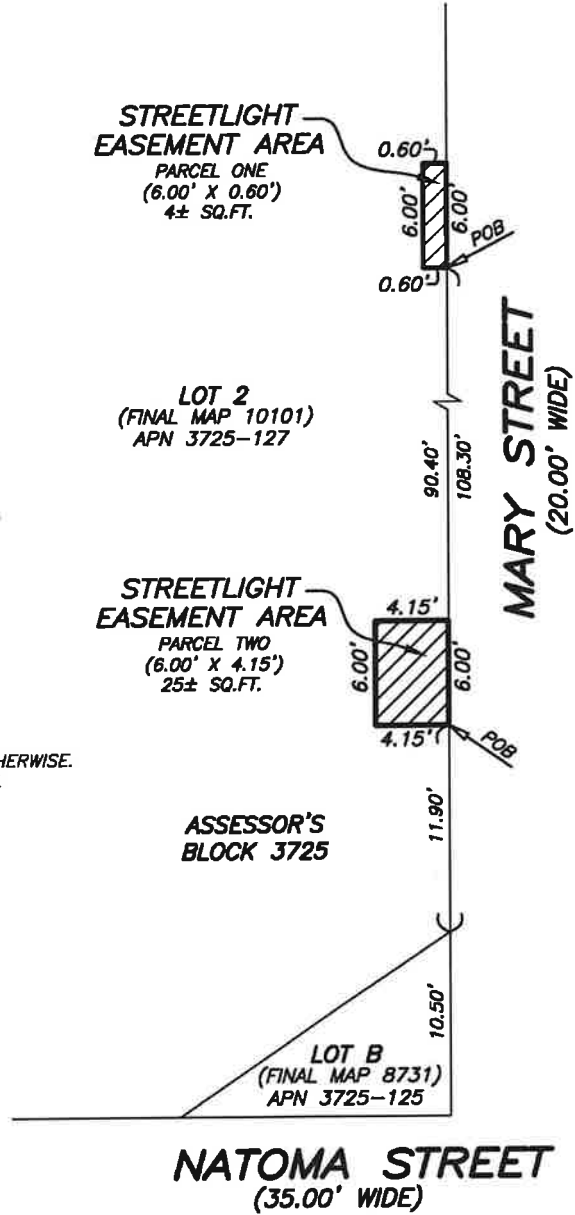 STREETLIGHT
EASEMENT AREA
PARCEL ONE
(6.00' X 0.60')
4± SQ.FT.
0.60'
6.00'
6.00'
POB
0.60'
LOT 2
(FINAL MAP 10101)
APN 3725-127
90.40'
108.30'
MARY STREET
(20.00' WIDE)
STREETLIGHT
EASEMENT AREA
PARCEL TWO
(6.00' X 4.15')
25± SQ.FT.
4.15'
6.00'
6.00'
4.15'
POB
HERWISE.
ASSESSOR'S
BLOCK 3725
11.90'
10.50'
LOT B
(FINAL MAP 8731)
APN 3725-125
NATOMA STREET
(35.00' WIDE)